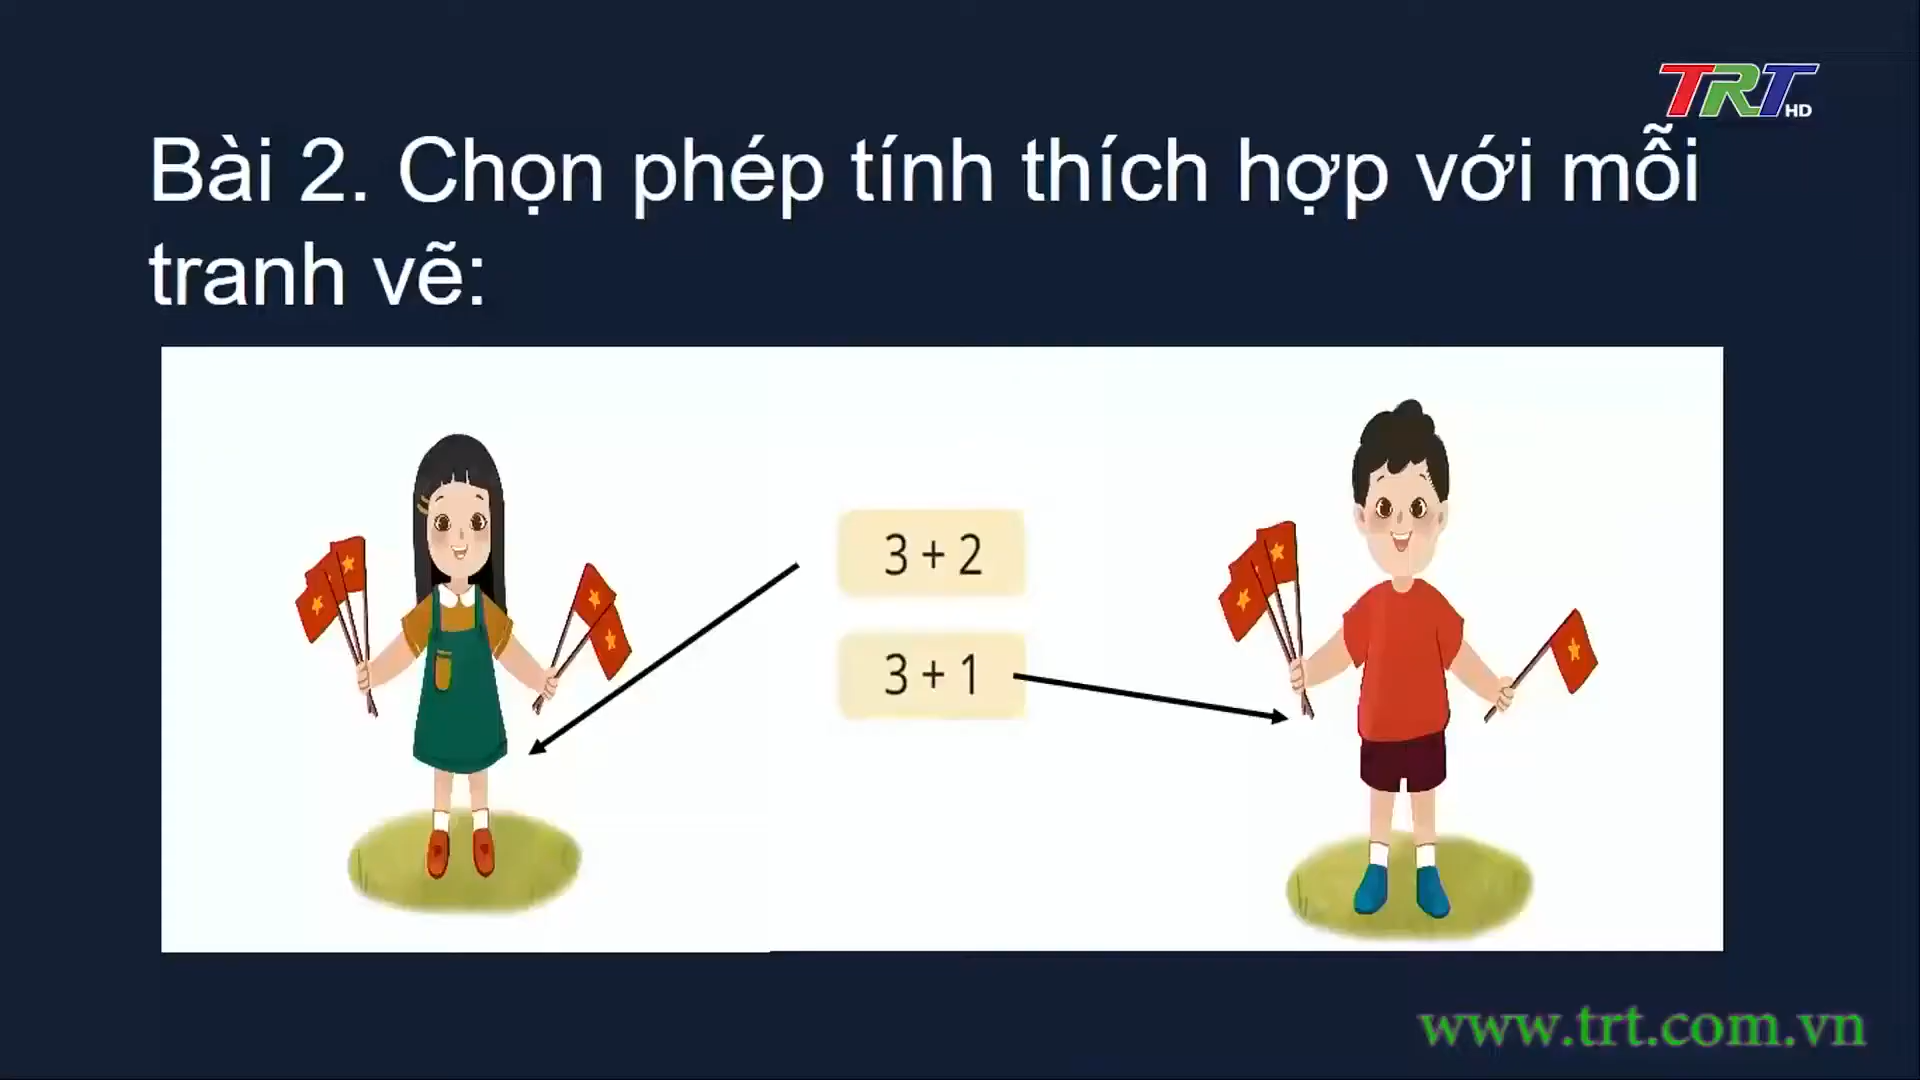 TRT HD
Bài 2. Chọn phép tính thích hợp với mỗi
tranh vẽ:
3 + 2
3 + 1
www.trt.com.vn